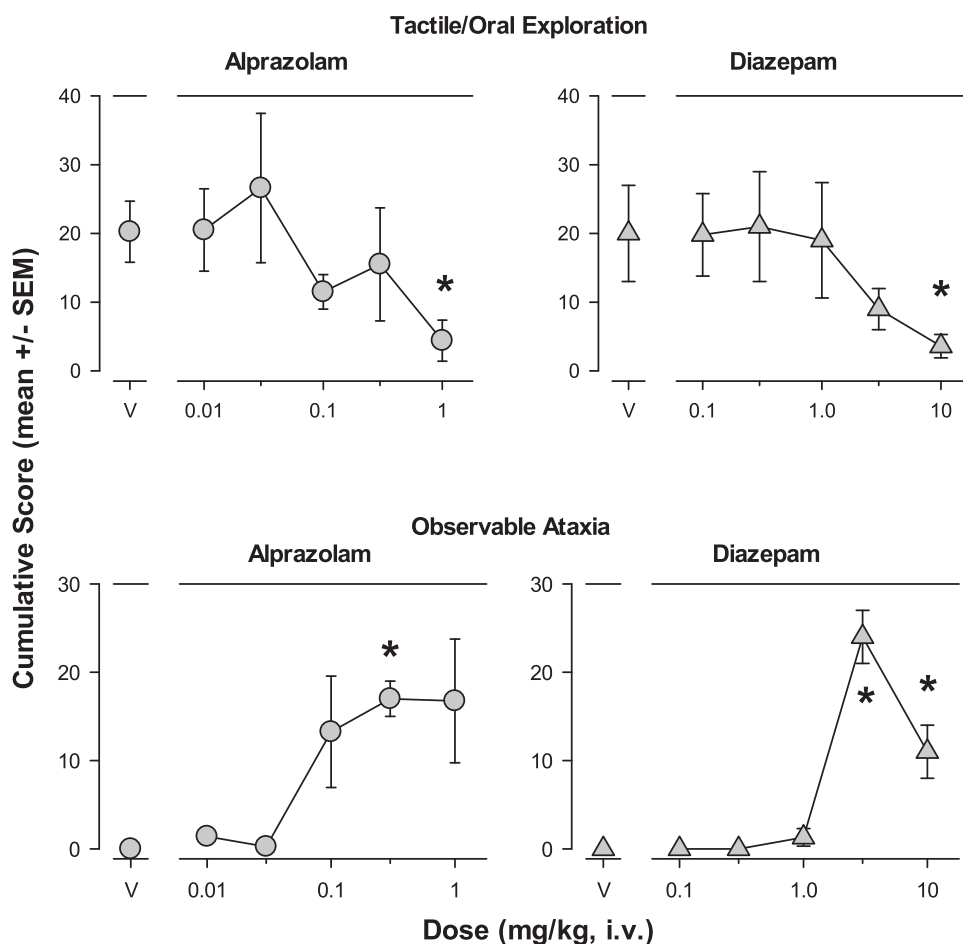 Tactile/Oral Exploration
Alprazolam
Diazepam
40
30
20
10
0
*
V
0.01
0.1
1
40
30
20
10
0
*
V
0.1
1.0
10
Cumulative Score (mean +/- SEM)
Observable Ataxia
Alprazolam
Diazepam
30
20
10
0
*
V
0.01
0.1
1
30
20
10
0
*
*
V
0.1
1.0
10
Dose (mg/kg, i.v.)